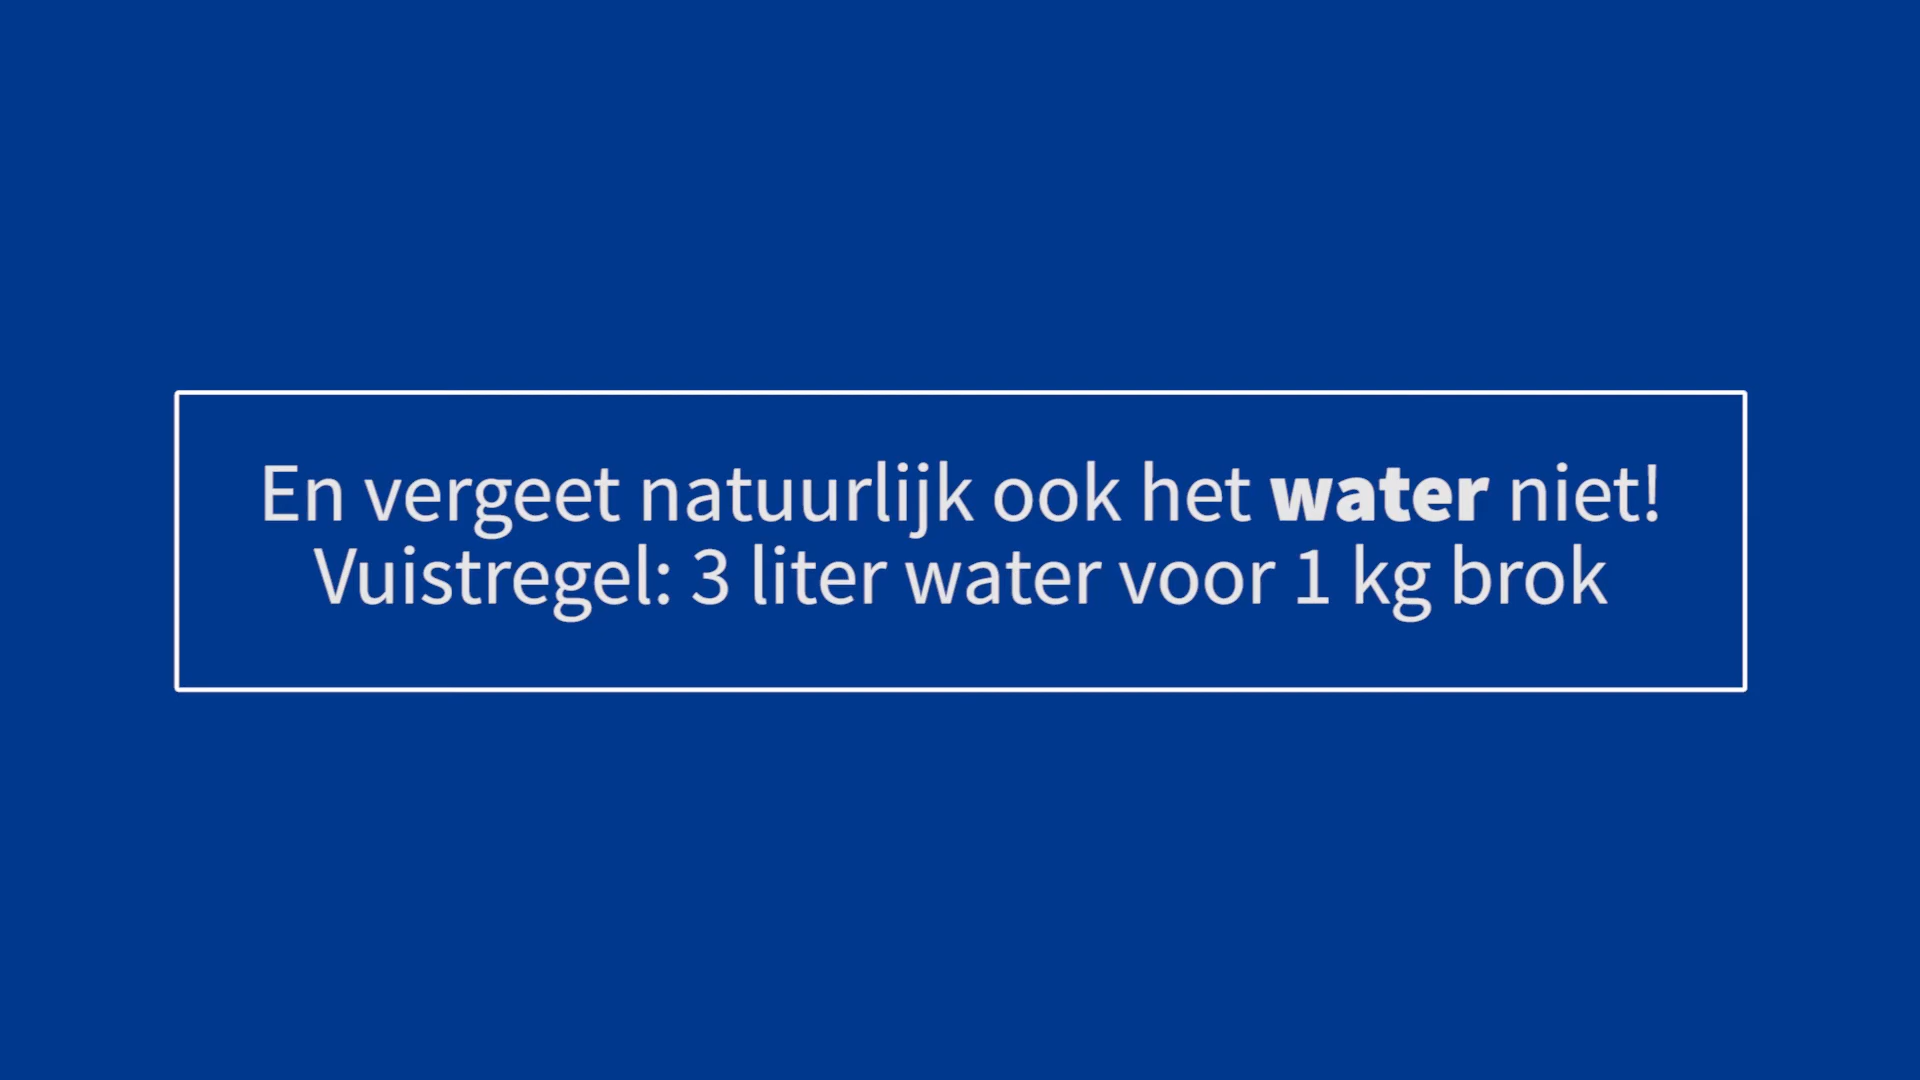 En vergeet natuurlijk ook het water niet!
Vuistregel: 3 liter water voor 1 kg brok